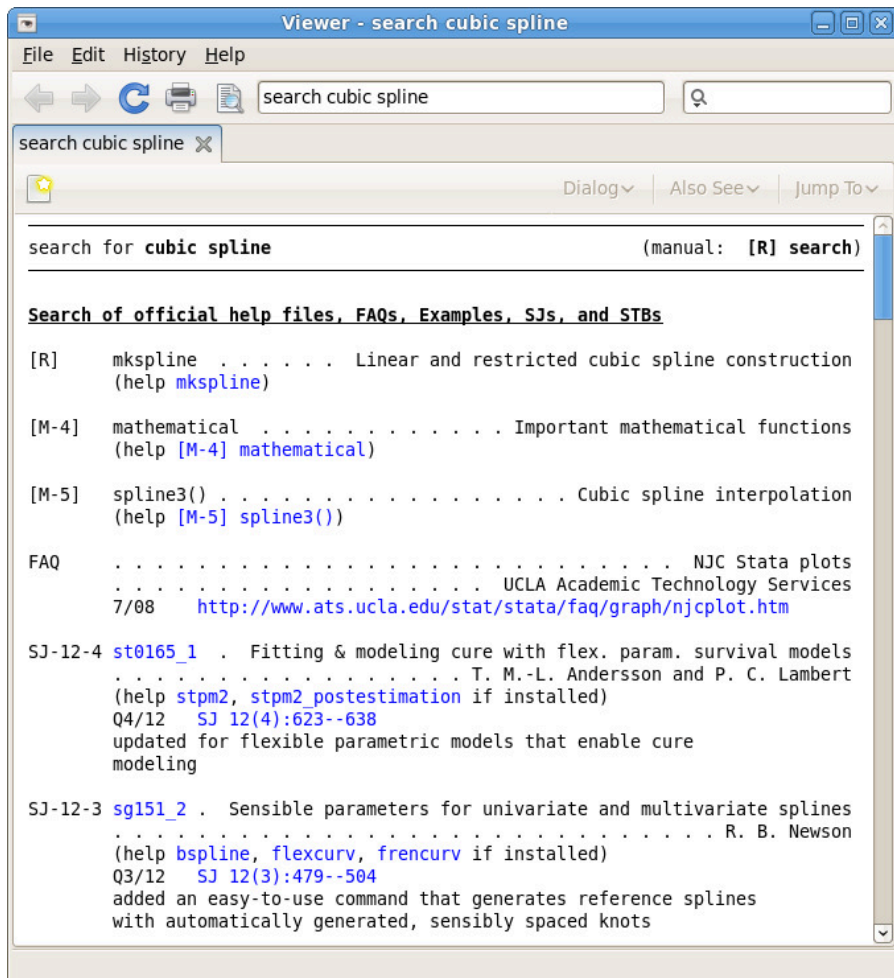 Viewer - search cubic spline
File Edit History Help
search cubic spline
search cubic spline
Dialog Also See Jump To
search for cubic spline (manual: [R] search)
Search of official help files, FAQs, Examples, SJs, and STBs
[R] mkspline . . . . . . Linear and restricted cubic spline construction
(help mkspline)
[M-4] mathematical . . . . . . . . . . . . Important mathematical functions
(help [M-4] mathematical)
[M-5] spline3() . . . . . . . . . . . . . . . . . Cubic spline interpolation
(help [M-5] spline3())
FAQ . . . . . . . . . . . . . . . . . . . . . . . . . . . NJC Stata plots
. . . . . . . . . . . . . . . . . . UCLA Academic Technology Services
7/08 http://www.ats.ucla.edu/stat/stata/faq/graph/njcplot.htm
SJ-12-4 st0165_1 . Fitting & modeling cure with flex. param. survival models
. . . . . . . . . . . . . . . . . T. M.-L. Andersson and P. C. Lambert
(help stpm2, stpm2_postestimation if installed)
Q4/12 SJ 12(4):623--638
updated for flexible parametric models that enable cure
modeling
SJ-12-3 sg151_2 . Sensible parameters for univariate and multivariate splines
. . . . . . . . . . . . . . . . . . . . . . . . . . . . . R. B. Newson
(help bspline, flexcurv, frencurv if installed)
Q3/12 SJ 12(3):479--504
added an easy-to-use command that generates reference splines
with automatically generated, sensibly spaced knots